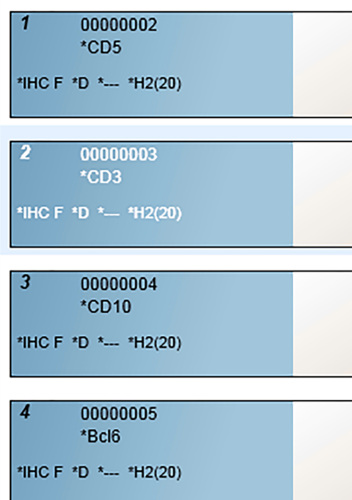 1 00000002
*CD5
*IHC F *D *--- *H2(20)
2 00000003
*CD3
*IHC F *D *--- *H2(20)
3 00000004
*CD10
*IHC F *D *--- *H2(20)
4 00000005
*Bcl6
*IHC F *D *--- *H2(20)